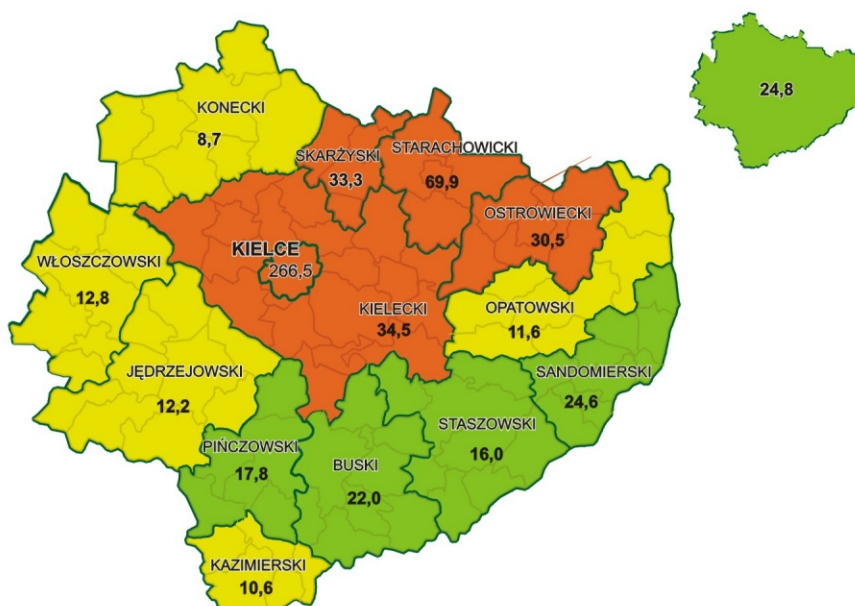 24,8
KONECKI
8,7
SKARŻYSKI
33,3
STARACHOWICKI
69,9
OSTROWIECKI
30,5
KIELCE
266,5
WŁOSZCZOWSKI
12,8
KIELECKI
34,5
OPATOWSKI
11,6
JĘDRZEJOWSKI
12,2
SANDOMIERSKI
24,6
STASZOWSKI
16,0
PIŃCZOWSKI
17,8
BUSKI
22,0
KAZIMIERSKI
10,6